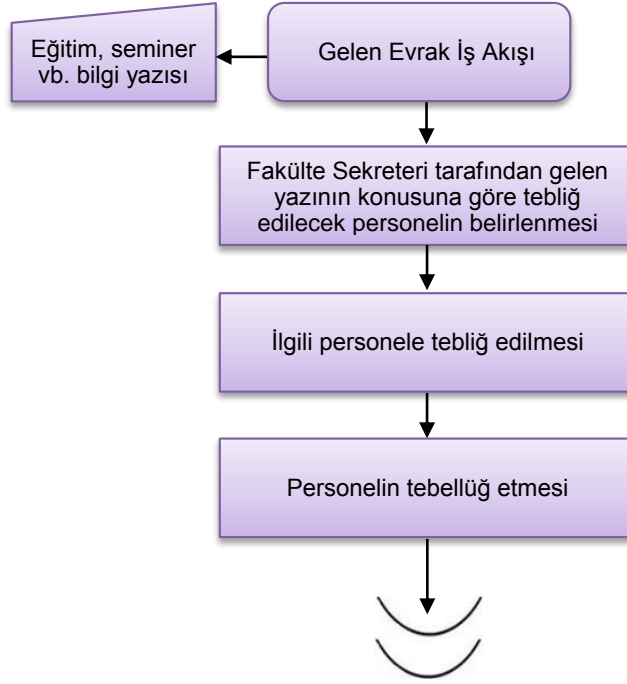 Eğitim, seminer
vb. bilgi yazısı
Gelen Evrak İş Akışı
Fakülte Sekreteri tarafından gelen
yazının konusuna göre tebliğ
edilecek personelin belirlenmesi
İlgili personele tebliğ edilmesi
Personelin tebellüğ etmesi